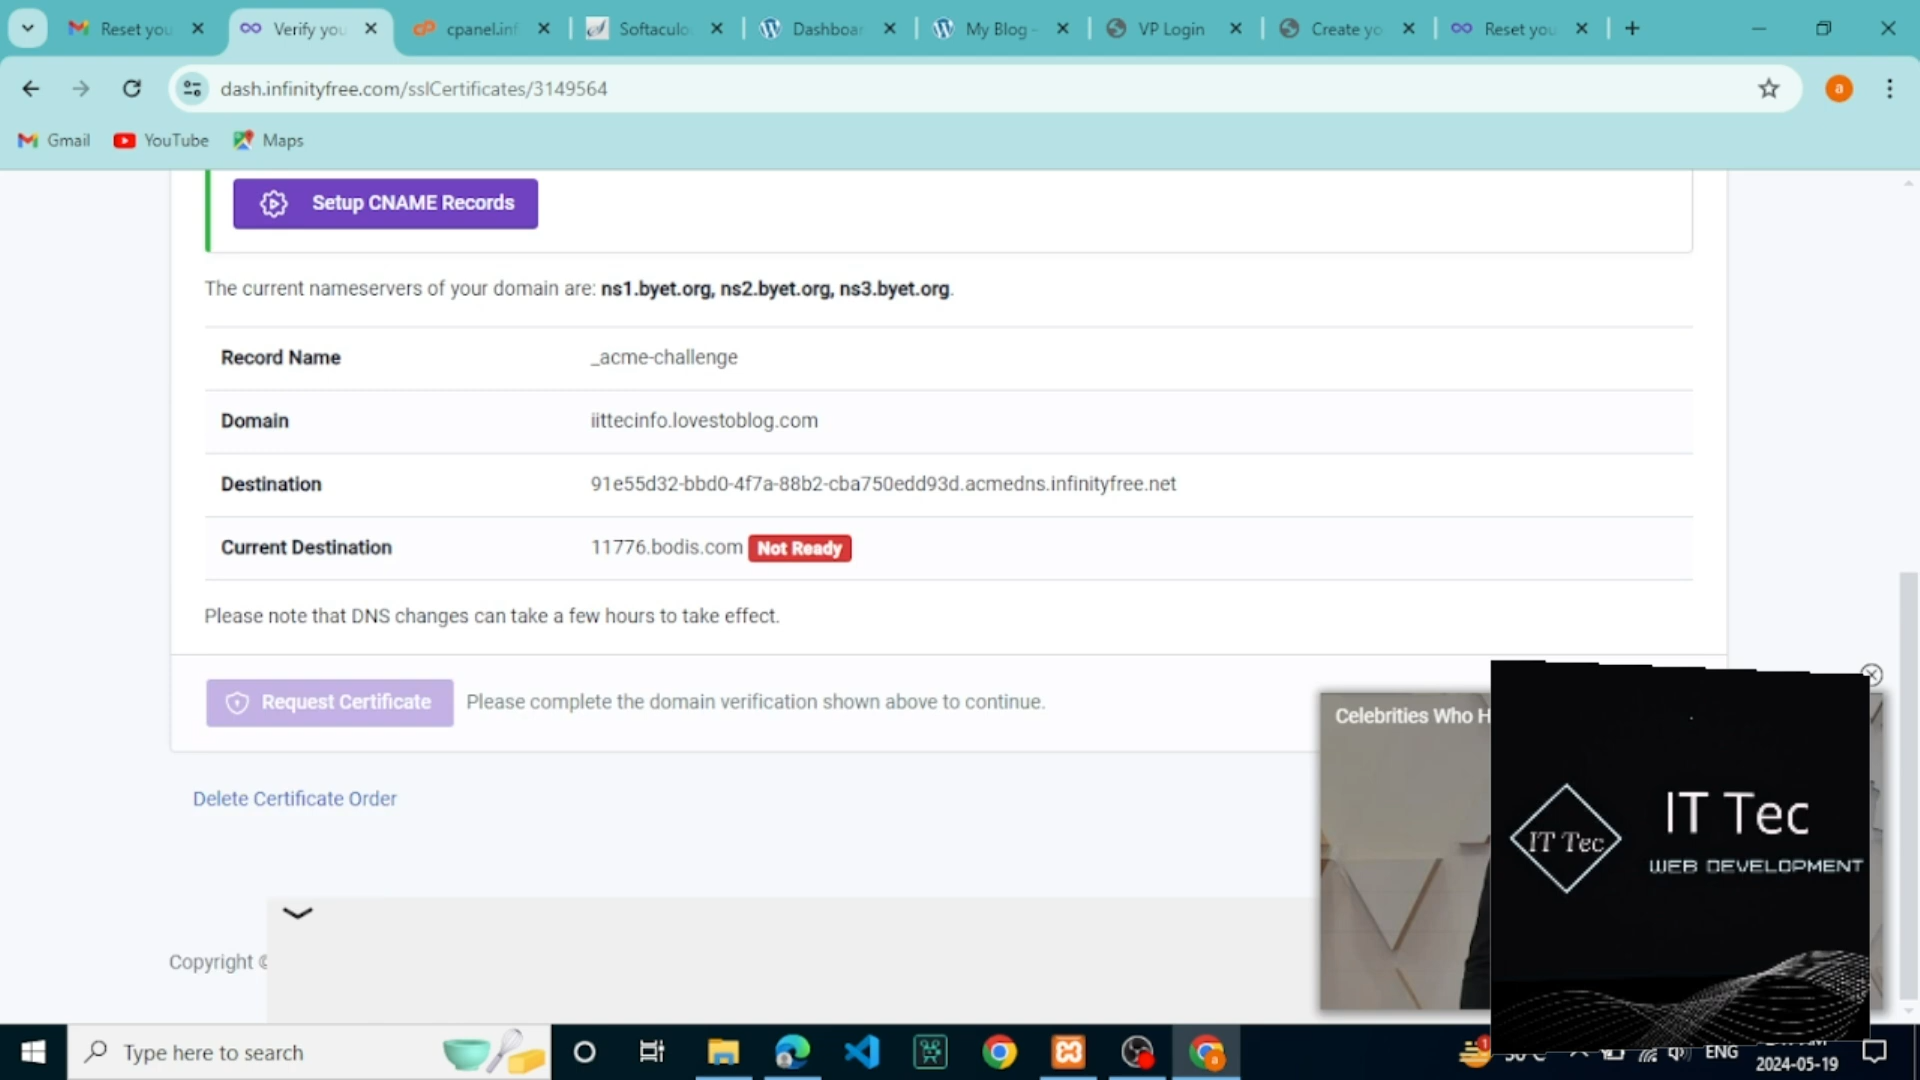 Reset you
Verify you
cpanel.inf
Softaculo
Dashboar
My Blog -
VP Login
Create yo
Reset you
dash.infinityfree.com/sslCertificates/3149564
a
Gmail
YouTube
Maps
Setup CNAME Records
The current nameservers of your domain are: ns1.byet.org, ns2.byet.org, ns3.byet.org.
Record Name
_acme-challenge
Domain
iittecinfo.lovestoblog.com
Destination
91e55d32-bbd0-4f7a-88b2-cba750edd93d.acmedns.infinityfree.net
Current Destination
11776.bodis.com Not Ready
Please note that DNS changes can take a few hours to take effect.
Request Certificate
Please complete the domain verification shown above to continue.
Celebrities Who H
Delete Certificate Order
IT Tec
IT Tec
WEB DEVELOPMENT
Copyright ©
Type here to search
ENG
2024-05-19